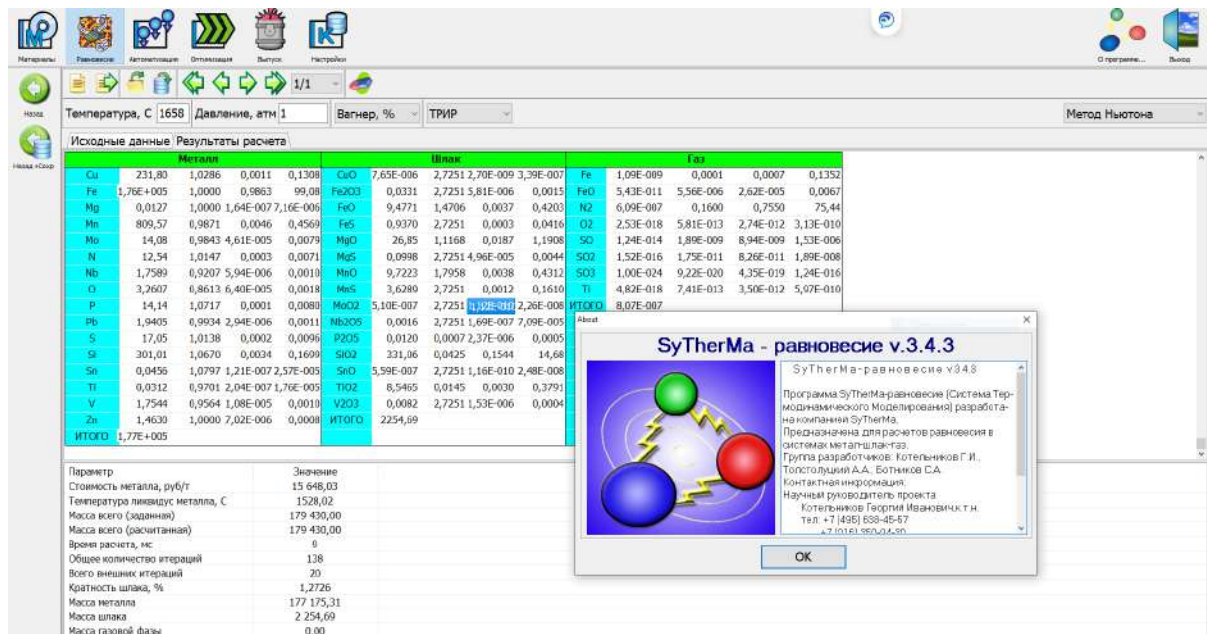 Материалы Равновесие Автоматизация Оптимизация Выпуск Настройки О программе... Выход
Назад
1/1
Температура, С 1658 Давление, атм 1 Вагнер, % ТРИР Метод Ньютона
Исходные данные Результаты расчета
Металл Шлак Газ
Cu 231,80 1,0286 0,0011 0,1308 CuO 7,65E-006 2,7251 2,70E-009 3,39E-007 Fe 1,09E-009 0,0001 0,0007 0,1352
Fe 1,76E+005 1,0000 0,9863 99,08 Fe2O3 0,0331 2,7251 5,81E-006 0,0015 FeO 5,43E-011 5,56E-006 2,62E-005 0,0067
Mg 0,0127 1,0000 1,64E-007 7,16E-006 FeO 9,4771 1,4706 0,0037 0,4203 N2 6,09E-007 0,1600 0,7550 75,44
Mn 809,57 0,9871 0,0046 0,4569 FeS 0,9370 2,7251 0,0003 0,0416 O2 2,53E-018 5,81E-013 2,74E-012 3,13E-010
Mo 14,08 0,9843 4,61E-005 0,0079 MgO 26,85 1,1168 0,0187 1,1908 SO 1,24E-014 1,89E-009 8,94E-009 1,53E-006
N 12,54 1,0147 0,0003 0,0071 MgS 0,0998 2,7251 4,96E-005 0,0044 SO2 1,52E-016 1,75E-011 8,26E-011 1,89E-008
Nb 1,7589 0,9207 5,94E-006 0,0010 MnO 9,7223 1,7958 0,0038 0,4312 SO3 1,00E-024 9,22E-020 4,35E-019 1,24E-016
O 3,2607 0,8613 6,40E-005 0,0018 MnS 3,6289 2,7251 0,0012 0,1610 Ti 4,82E-018 7,41E-013 3,50E-012 5,97E-010
P 14,14 1,0717 0,0001 0,0080 MoO2 5,10E-007 2,7251 2,26E-008 ИТОГО 8,07E-007
Pb 1,9405 0,9934 2,94E-006 0,0011 Nb2O5 0,0016 2,7251 1,69E-007 7,09E-005
S 17,05 1,0138 0,0002 0,0096 P2O5 0,0120 0,0007 2,37E-006 0,0005
Si 301,01 1,0670 0,0034 0,1699 SiO2 331,06 0,0425 0,1544 14,68
Sn 0,0456 1,0797 1,21E-007 2,57E-005 SnO 5,59E-007 2,7251 1,16E-010 2,48E-008
Ti 0,0312 0,9701 2,04E-007 1,76E-005 TiO2 8,5465 0,0145 0,0030 0,3791
V 1,7544 0,9564 1,08E-005 0,0010 V2O3 0,0082 2,7251 1,53E-006 0,0004
Zn 1,4630 1,0000 7,02E-006 0,0008 ИТОГО 2254,69
ИТОГО 1,77E+005
Параметр Значение
Стоимость металла, руб/т 15 648,03
Температура ликвидус металла, С 1528,02
Масса всего (заданная) 179 430,00
Масса всего (расчитанная) 179 430,00
Время расчета, мс 9
Общее количество итераций 138
Всего внешних итераций 20
Кратность шлака, % 1,2726
Масса металла 177 175,31
Масса шлака 2 254,69
Масса газовой фазы 0,00
About
SyTherMa - равновесие v.3.4.3
SyTherMa-равновесие v3.4.3
Программа SyTherMa-равновесие (Система Тер-
модинамического Моделирования) разработа-
на компанией SyTherMa,
Предназначена для расчетов равновесия в
системах метал-шлак-газ.
Группа разработчиков: Котельников Г.И.,
Толстолуцкий А.А., Ботников С.А.
Контактная информация:
Научный руководитель проекта
Котельников Георгий Иванович,к.т.н.
тел: +7 (495) 638-45-57
OK